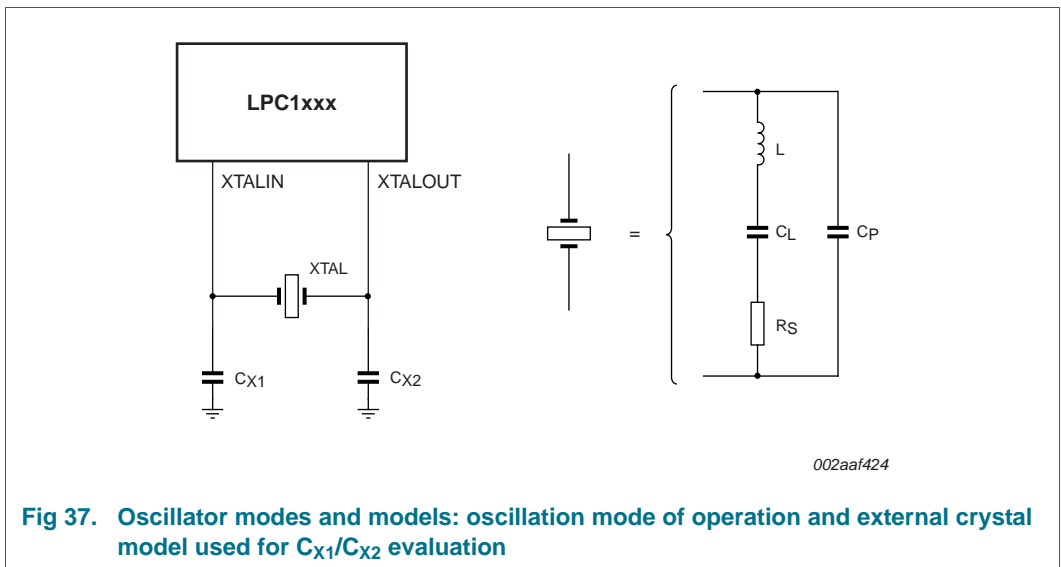 LPC1xxx
XTALIN
XTALOUT
XTAL
CX1
CX2
=
L
CL
CP
RS
002aaf424
Fig 37. Oscillator modes and models: oscillation mode of operation and external crystal
model used for CX1/CX2 evaluation